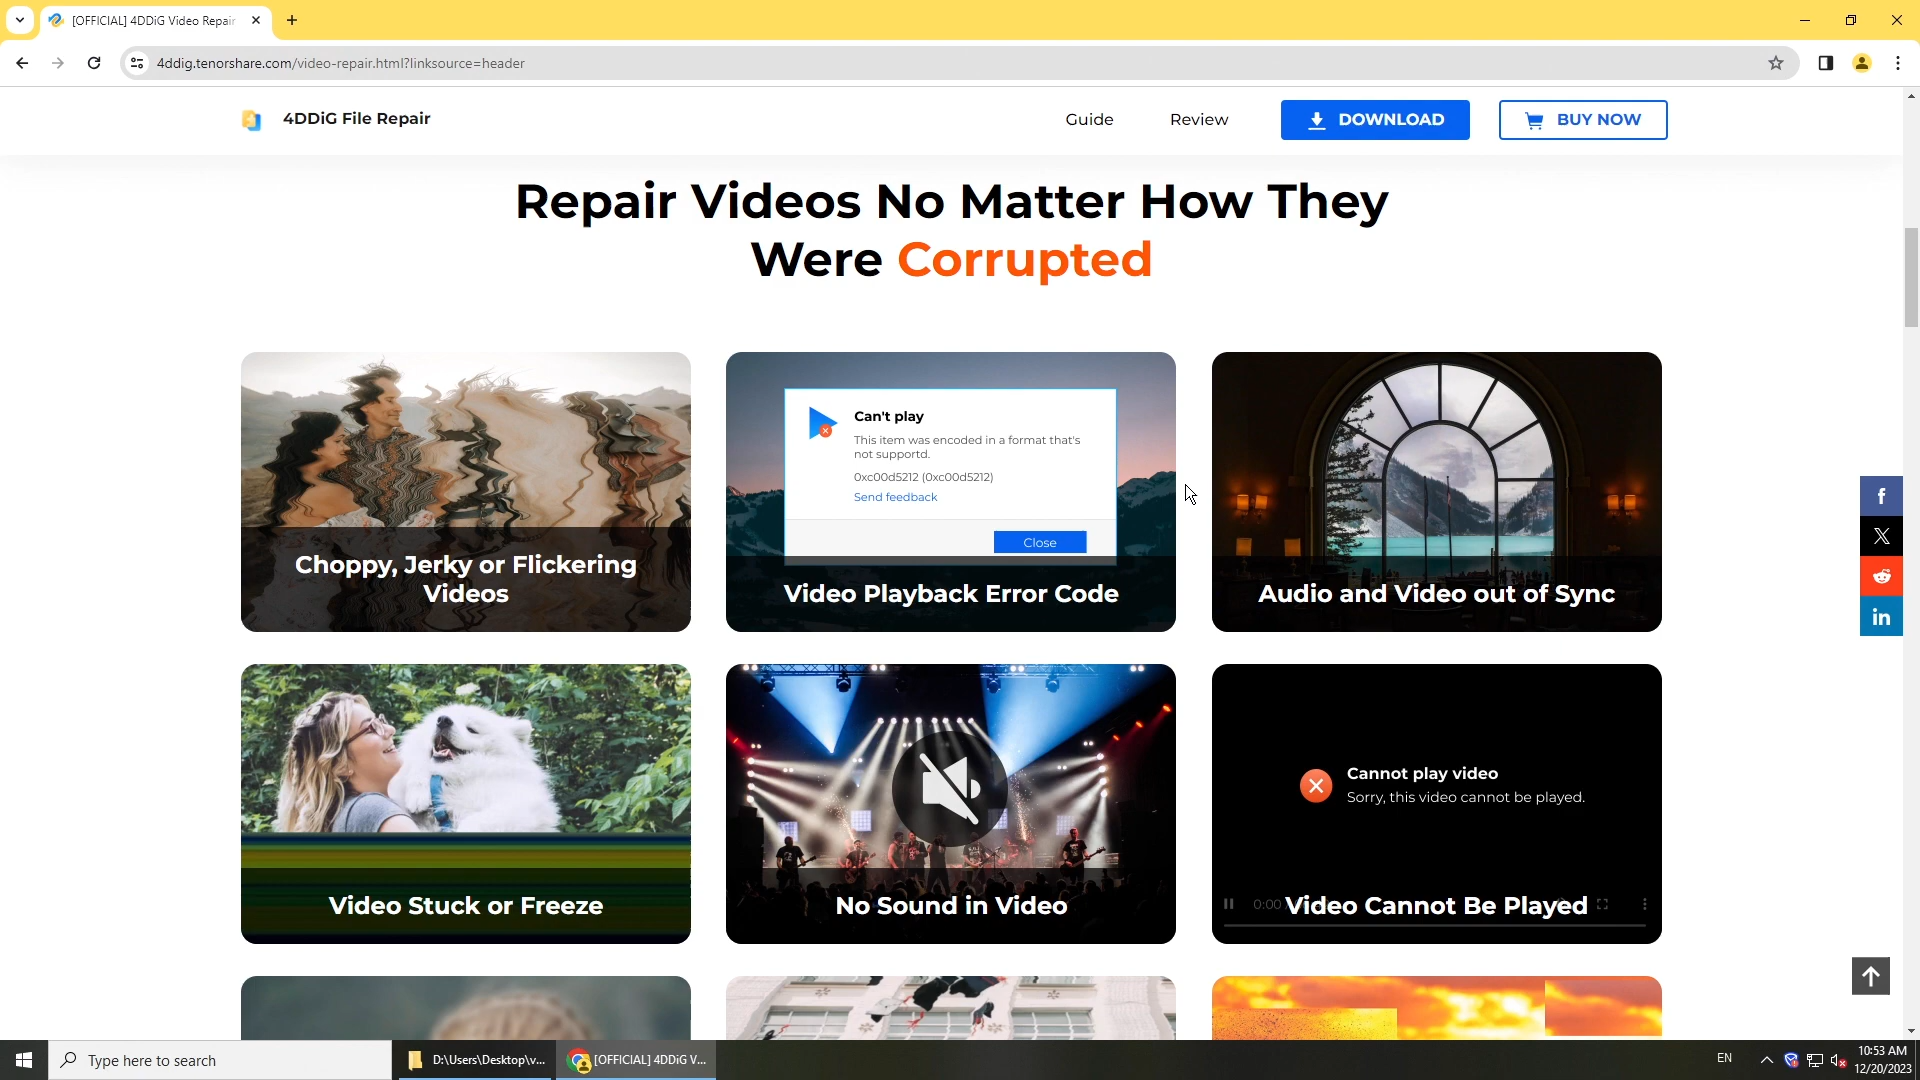 [OFFICIAL] 4DDiG Video Repair
4ddig.tenorshare.com/video-repair.html?linksource=header
4DDiG File Repair
Guide
Review
DOWNLOAD
BUY NOW
Repair Videos No Matter How They
Were Corrupted
Can't play
This item was encoded in a format that's
not supportd.
0xc00d5212 (0xc00d5212)
Send feedback
Close
Choppy, Jerky or Flickering
Videos
Video Playback Error Code
Audio and Video out of Sync
f
X
in
Cannot play video
Sorry, this video cannot be played.
Video Stuck or Freeze
No Sound in Video
0:00
Video Cannot Be Played
Type here to search
D:\Users\Desktop\v...
[OFFICIAL] 4DDiG V...
EN
10:53 AM
12/20/2023